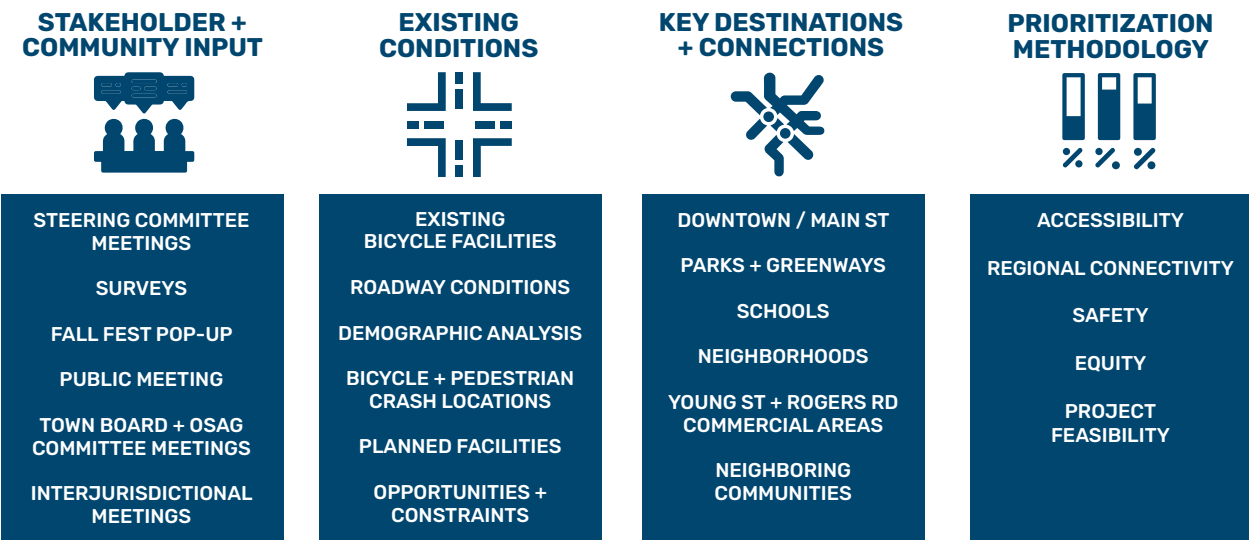 STAKEHOLDER +
COMMUNITY INPUT
STEERING COMMITTEE
MEETINGS
SURVEYS
FALL FEST POP-UP
PUBLIC MEETING
TOWN BOARD + OSAG
COMMITTEE MEETINGS
INTERJURISDICTIONAL
MEETINGS
EXISTING
CONDITIONS
EXISTING
BICYCLE FACILITIES
ROADWAY CONDITIONS
DEMOGRAPHIC ANALYSIS
BICYCLE + PEDESTRIAN
CRASH LOCATIONS
PLANNED FACILITIES
OPPORTUNITIES +
CONSTRAINTS
KEY DESTINATIONS
+ CONNECTIONS
DOWNTOWN / MAIN ST
PARKS + GREENWAYS
SCHOOLS
NEIGHBORHOODS
YOUNG ST + ROGERS RD
COMMERCIAL AREAS
NEIGHBORING
COMMUNITIES
PRIORITIZATION
METHODOLOGY
% % %
ACCESSIBILITY
REGIONAL CONNECTIVITY
SAFETY
EQUITY
PROJECT
FEASIBILITY